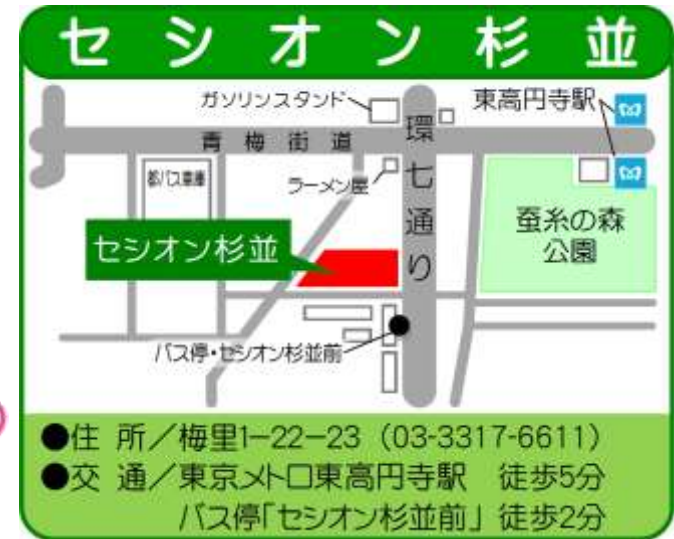 セシオン杉並
ガソリンスタンド
東高円寺駅
環七通り
青梅街道
都バス車庫
ラーメン屋
蚕糸の森
公園
セシオン杉並
バス停・セシオン杉並前
●住 所／梅里1−22−23（03-3317-6611）
●交 通／東京メトロ東高円寺駅 徒歩5分
バス停「セシオン杉並前」徒歩2分